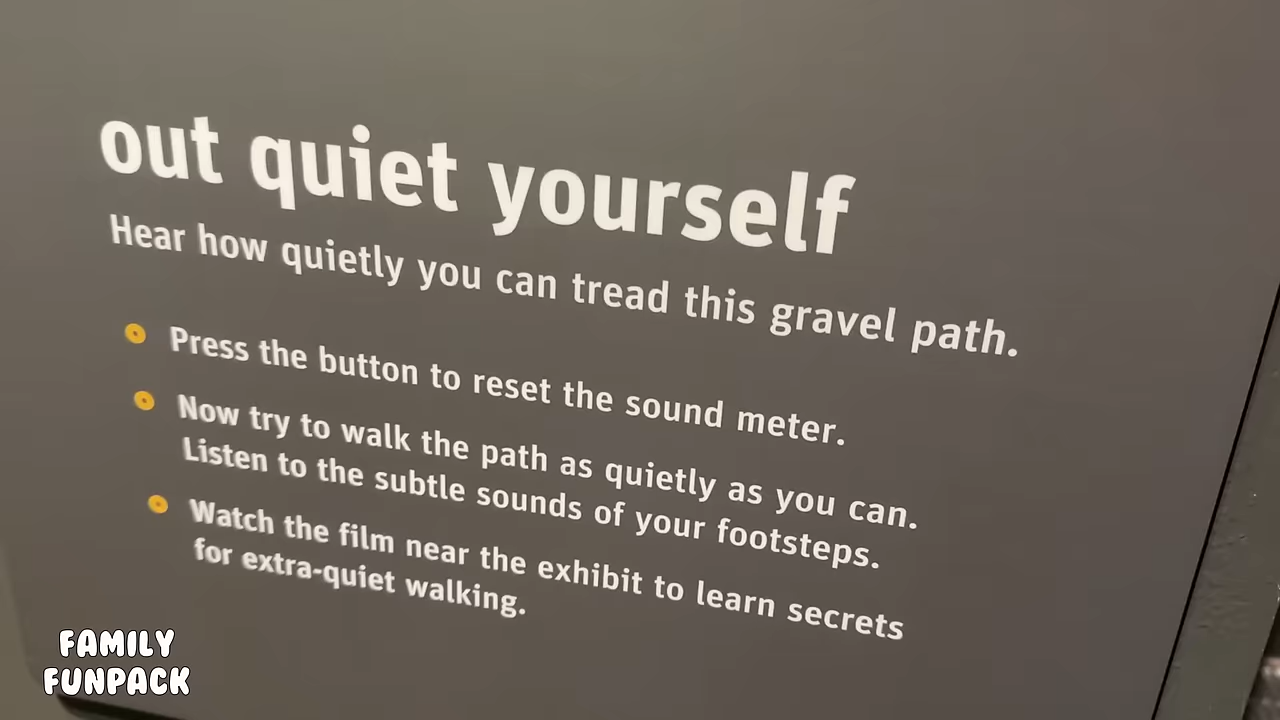 out quiet yourself
Hear how quietly you can tread this gravel path.
Press the button to reset the sound meter.
Now try to walk the path as quietly as you can.
Listen to the subtle sounds of your footsteps.
Watch the film near the exhibit to learn secrets
for extra-quiet walking.
FAMILY
FUNPACK